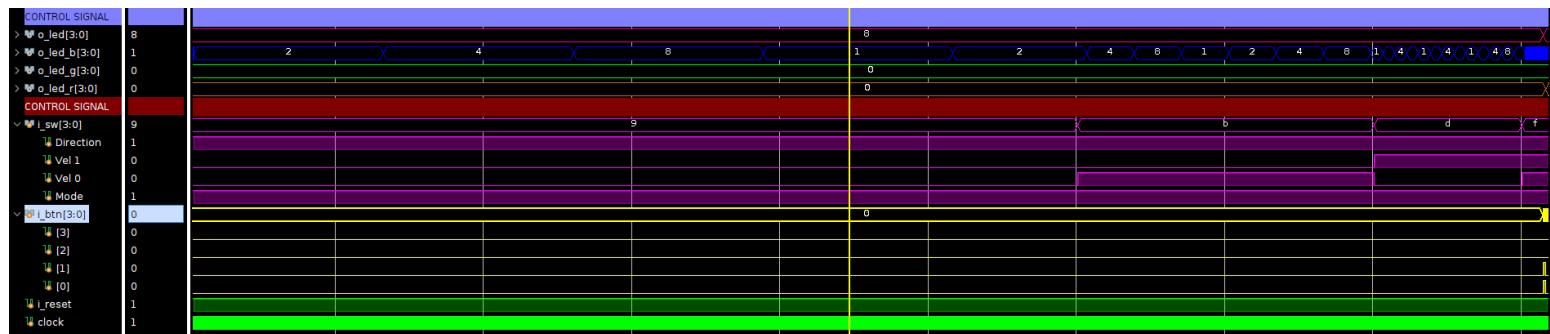 CONTROL SIGNAL
o_led[3:0] 8 8
o_led_b[3:0] 1 2 4 8 1 2 4 8 1 2 4 8 1 4 1 4 1 4 8
o_led_g[3:0] 0 0
o_led_r[3:0] 0 0
CONTROL SIGNAL
i_sw[3:0] 9 9 b d f
Direction 1
Vel 1 0
Vel 0 0
Mode 1
i_btn[3:0] 0 0
[3] 0
[2] 0
[1] 0
[0] 0
i_reset 1
clock 1